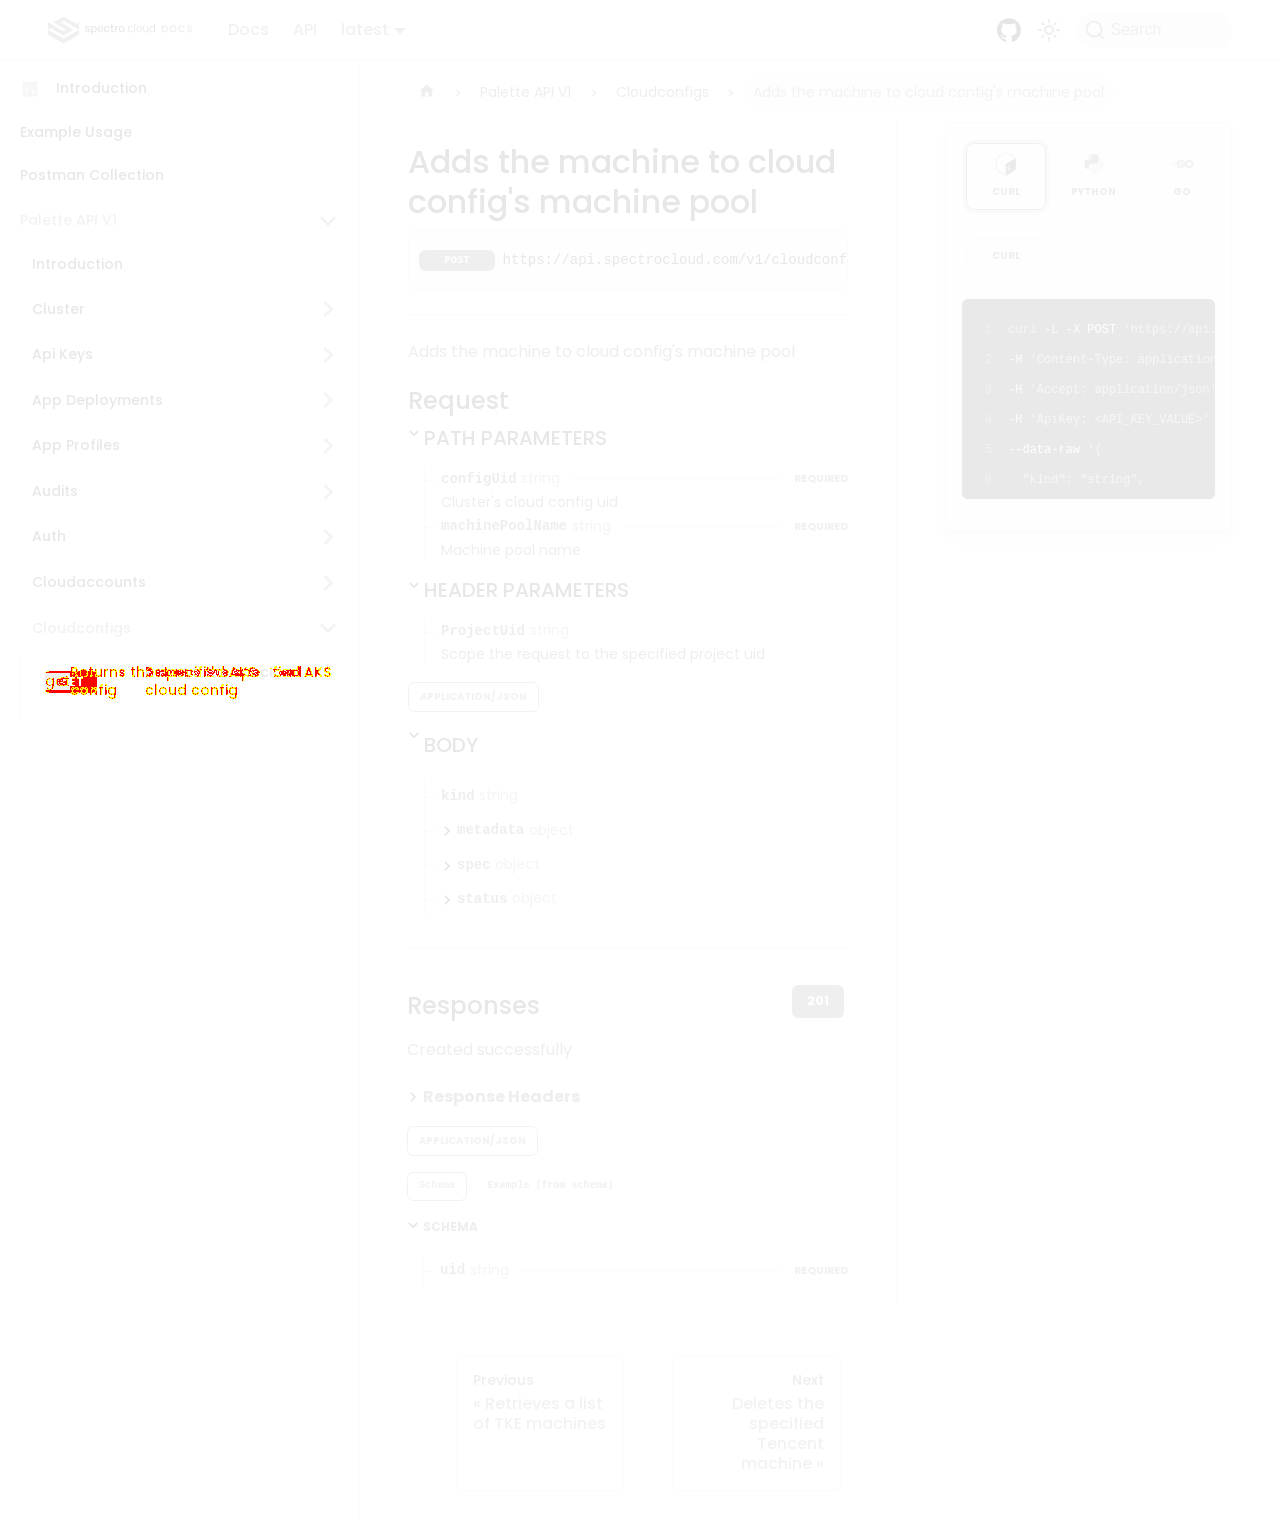 spectro cloud DOCS
Docs
API
latest
Search
Introduction
Example Usage
Postman Collection
Palette API V1
Introduction
Cluster
Api Keys
App Deployments
App Profiles
Audits
Auth
Cloudaccounts
Cloudconfigs
config
cloud config
Palette API V1
Cloudconfigs
Adds the machine to cloud config's machine pool
Adds the machine to cloud
config's machine pool
POST https://api.spectrocloud.com/v1/cloudconf
Adds the machine to cloud config's machine pool
Request
PATH PARAMETERS
configUid string REQUIRED
Cluster's cloud config uid
machinePoolName string REQUIRED
Machine pool name
HEADER PARAMETERS
ProjectUid string
Scope the request to the specified project uid
APPLICATION/JSON
BODY
kind string
metadata object
spec object
status object
Responses
201
Created successfully
Response Headers
APPLICATION/JSON
Schema
Example (from schema)
SCHEMA
uid string REQUIRED
Previous
« Retrieves a list
of TKE machines
Next
Deletes the
specified
Tencent
machine »
CURL
PYTHON
GO
CURL
1 curl -L -X POST 'https://api.
2 -H 'Content-Type: application
3 -H 'Accept: application/json'
4 -H 'ApiKey: <API_KEY_VALUE>'
5 --data-raw '{
6 "kind": "string",